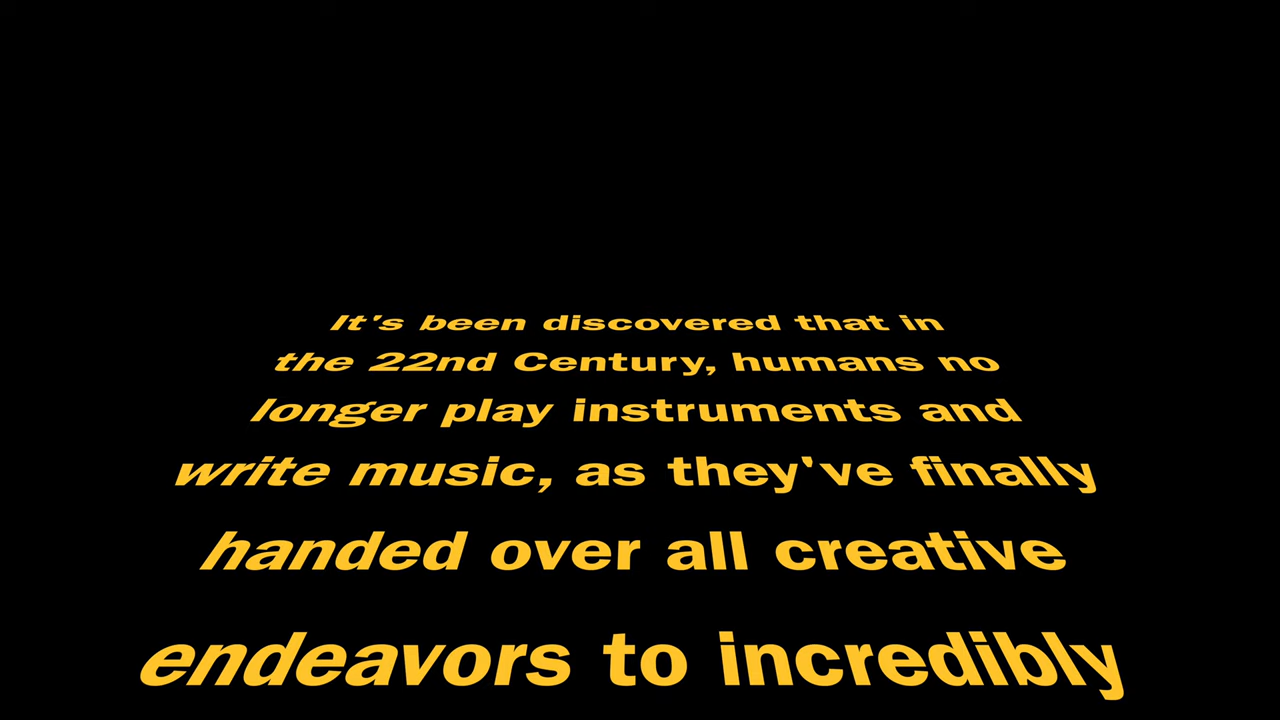 It's been discovered that in
the 22nd Century, humans no
longer play instruments and
write music, as they've finally
handed over all creative
endeavors to incredibly